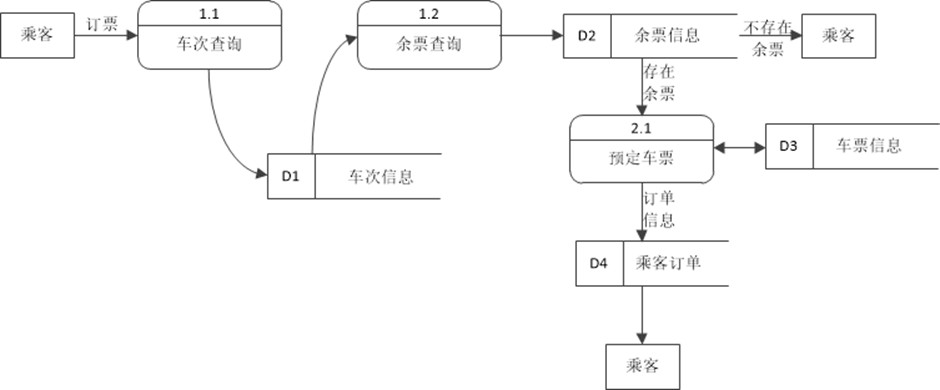 乘客
订票
1.1
车次查询
1.2
余票查询
D2
余票信息
不存在
余票
乘客
存在
余票
2.1
预定车票
D3
车票信息
D1
车次信息
订单
信息
D4
乘客订单
乘客